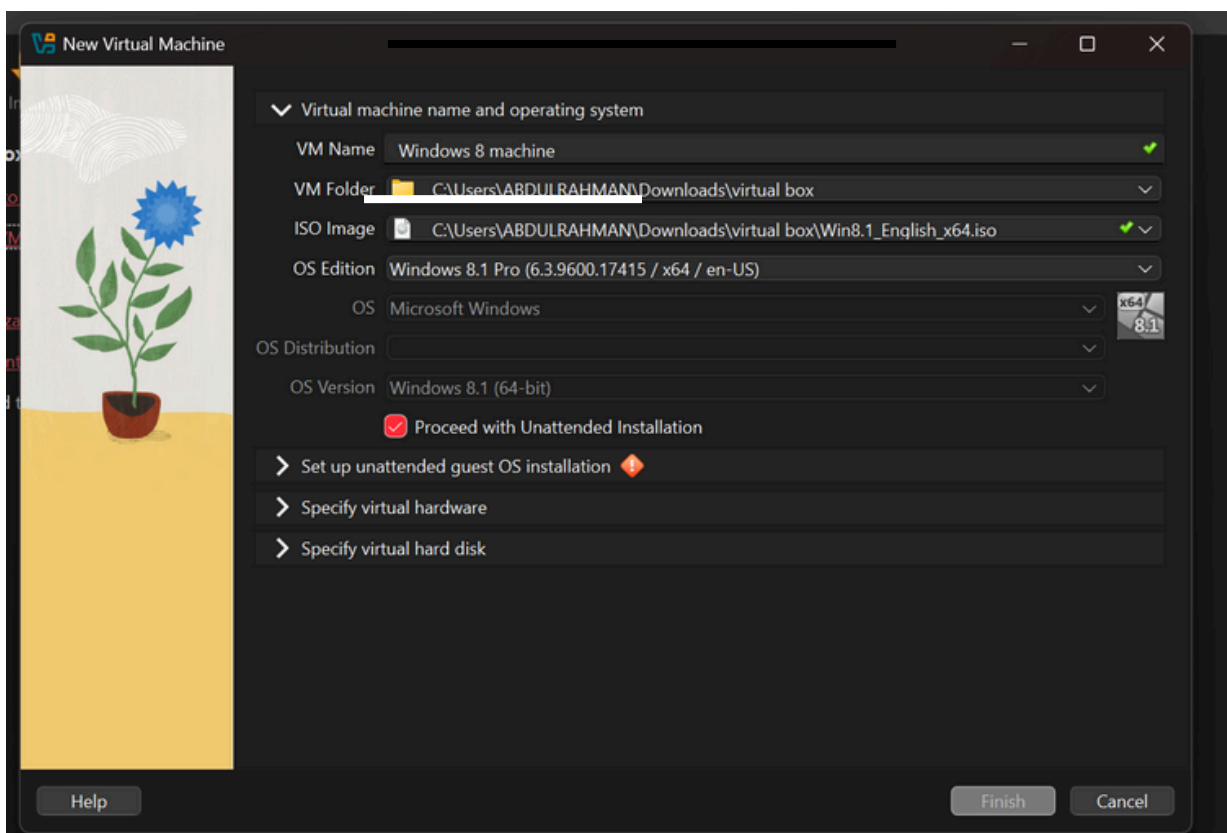 New Virtual Machine
Virtual machine name and operating system
VM Name Windows 8 machine
VM Folder C:\Users\ABDULRAHMAN\Downloads\virtual box
ISO Image C:\Users\ABDULRAHMAN\Downloads\virtual box\Win8.1_English_x64.iso
OS Edition Windows 8.1 Pro (6.3.9600.17415 / x64 / en-US)
OS Microsoft Windows x64
8.1
OS Distribution
OS Version Windows 8.1 (64-bit)
Proceed with Unattended Installation
Set up unattended guest OS installation
Specify virtual hardware
Specify virtual hard disk
Help Finish Cancel